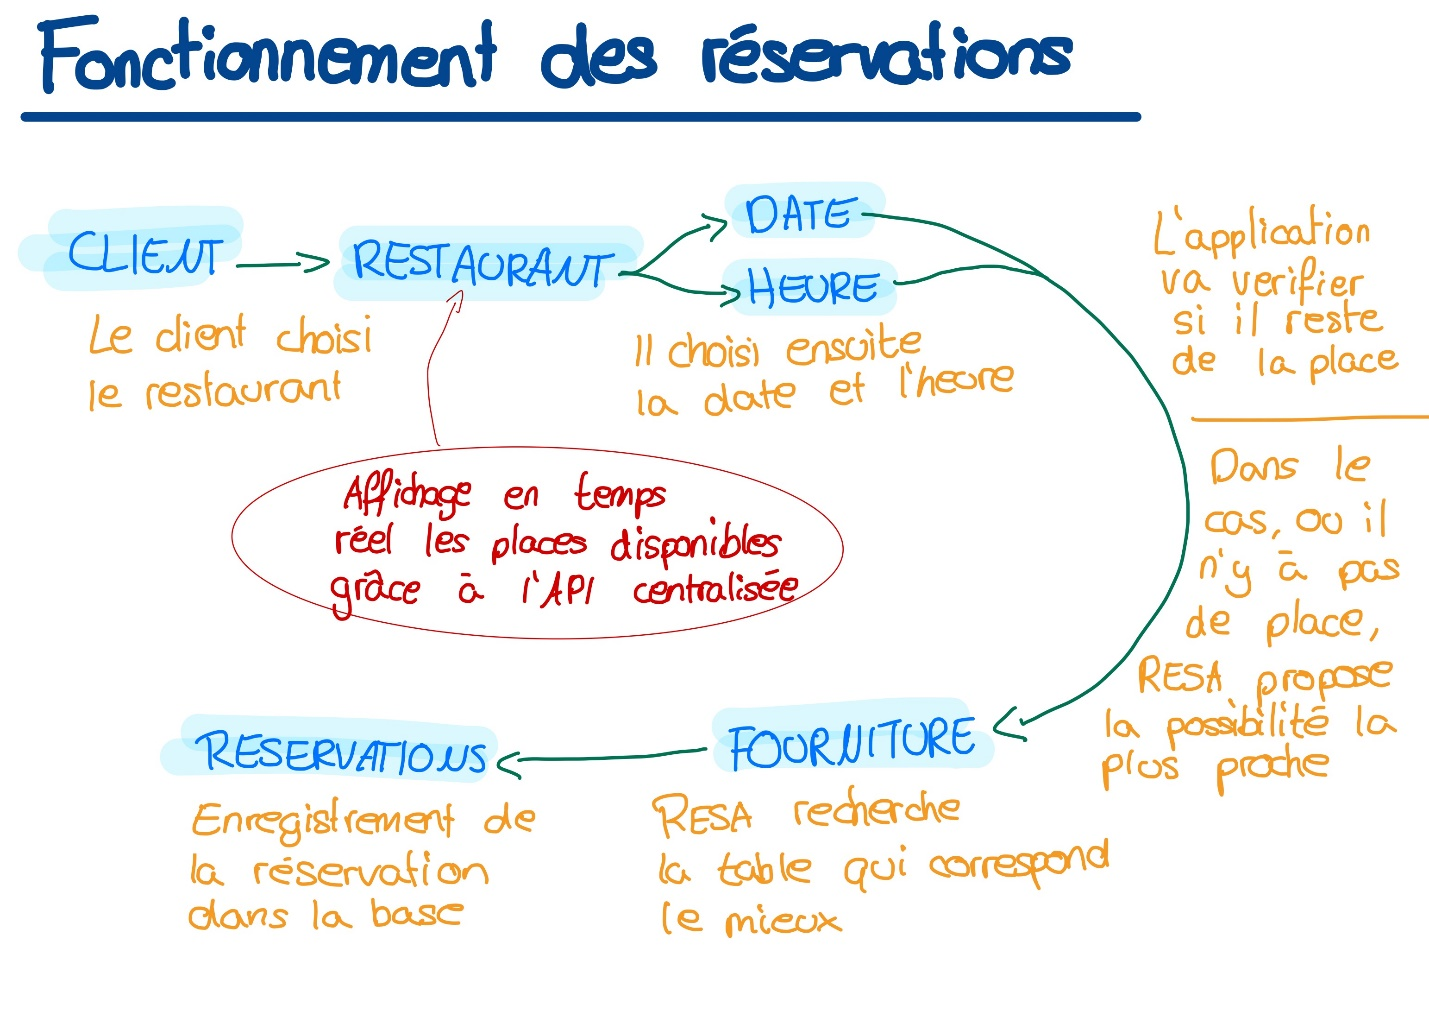 Fonctionnement des réservations
CLIENT
RESTAURANT
DATE
HEURE
Le client choisi
le restaurant
Il choisi ensuite
la date et l'heure
L'application
va verifier
si il reste
de la place
Dans le
cas, ou il
n'y à pas
de place,
RESA propose
la possibilité la
plus proche
Affichage en temps
réel les places disponibles
grâce à l'API centralisée
FOURNITURE
RESA recherche
la table qui correspond
le mieux
RESERVATIONS
Enregistrement de
la réservation
dans la base